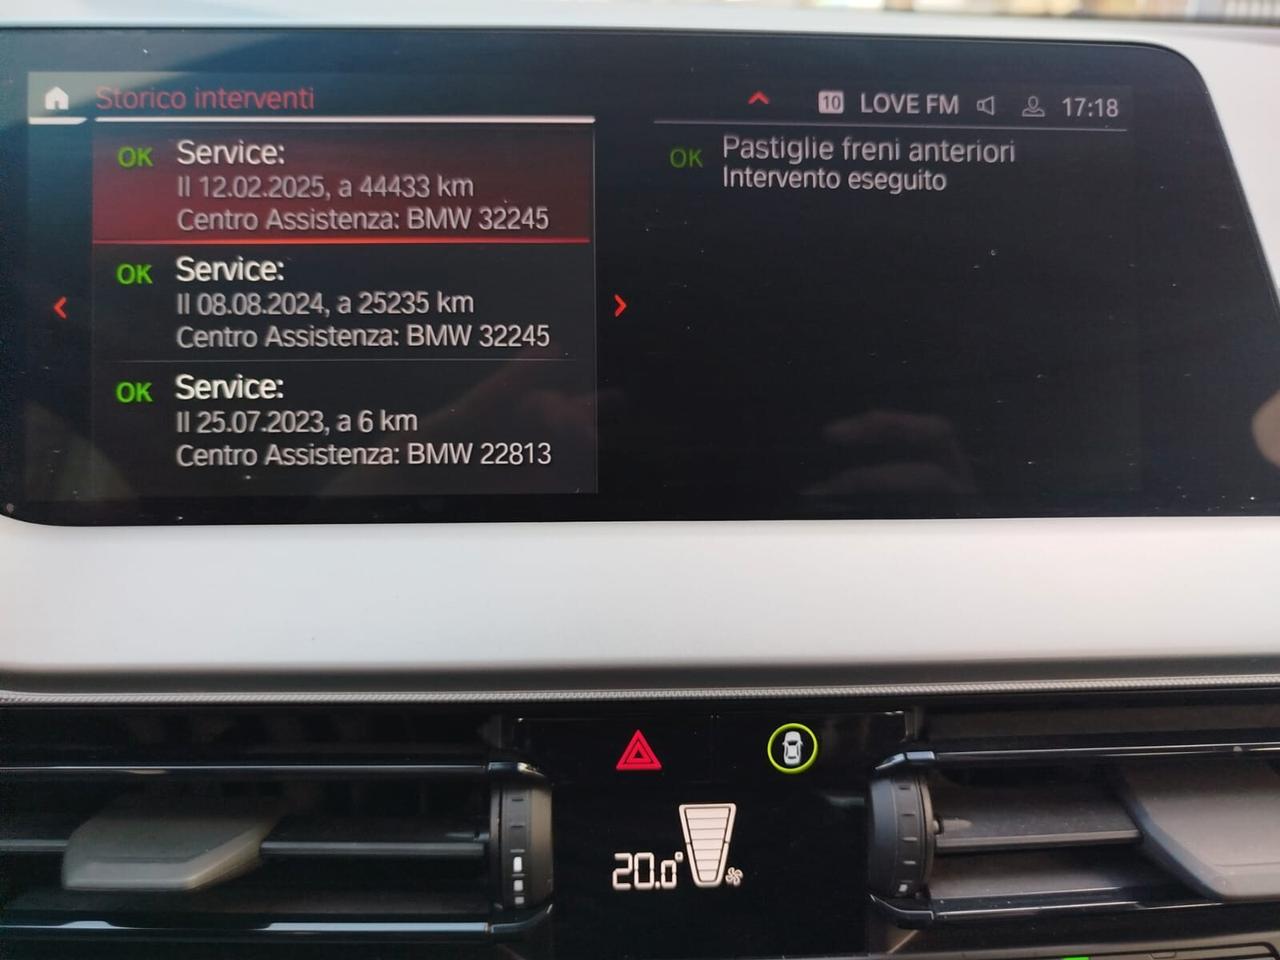 Storico interventi
10 LOVE FM 17:18
OK Service:
Il 12.02.2025, a 44433 km
Centro Assistenza: BMW 32245
OK Service:
Il 08.08.2024, a 25235 km
Centro Assistenza: BMW 32245
OK Service:
Il 25.07.2023, a 6 km
Centro Assistenza: BMW 22813
OK Pastiglie freni anteriori
Intervento eseguito
20.0°